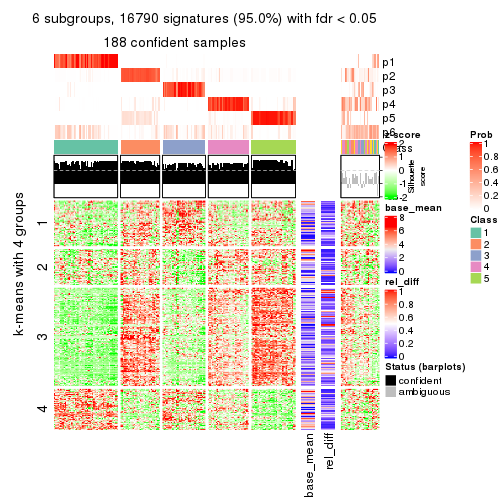 6 subgroups, 16790 signatures (95.0%) with fdr < 0.05
188 confident samples
p1
p2
p3
p4
p5
p6
Class
Silhouette
score
1
2
3
4
k-means with 4 groups
base_mean
rel_diff
z-score
2
1
0
-1
-2
base_mean
8
6
4
2
0
rel_diff
1
0.8
0.6
0.4
0.2
0
Status (barplots)
confident
ambiguous
Prob
1
0.8
0.6
0.4
0.2
0
Class
1
2
3
4
5